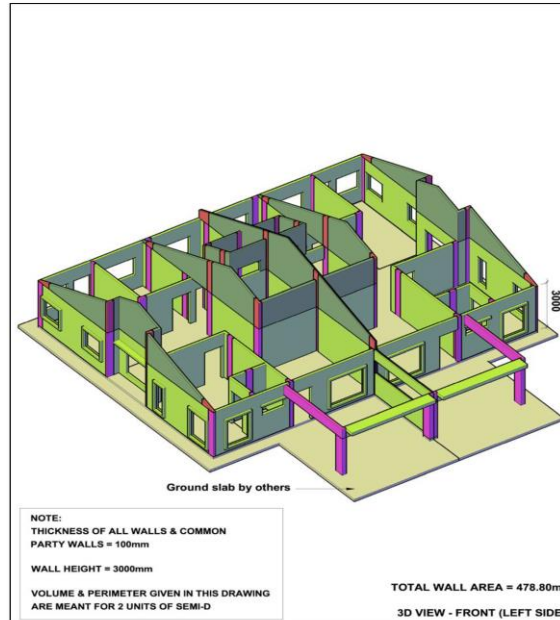 3000
Ground slab by others
NOTE:
THICKNESS OF ALL WALLS & COMMON
PARTY WALLS = 100mm
WALL HEIGHT = 3000mm
VOLUME & PERIMETER GIVEN IN THIS DRAWING
ARE MEANT FOR 2 UNITS OF SEMI-D
TOTAL WALL AREA = 478.80m
3D VIEW - FRONT (LEFT SIDE